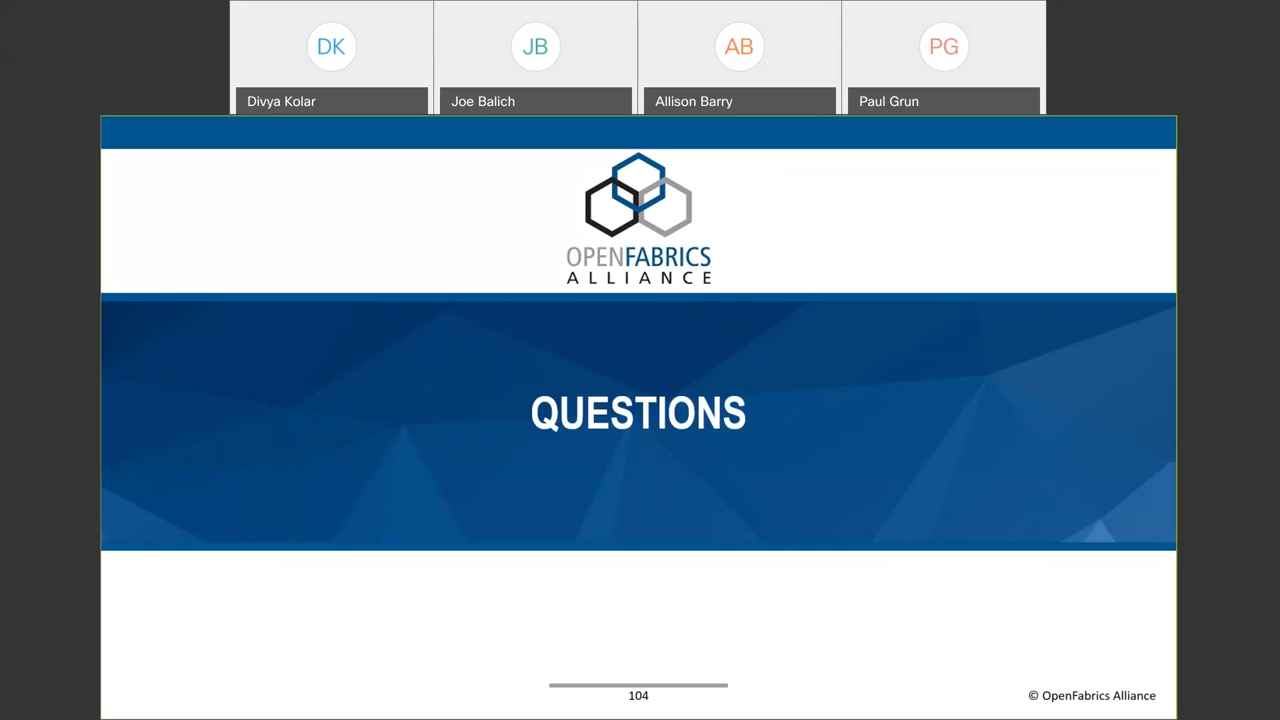 DK
JB
AB
PG
Divya Kolar
Joe Balich
Allison Barry
Paul Grun
OPENFABRICS
ALLIANCE
QUESTIONS
104
© OpenFabrics Alliance